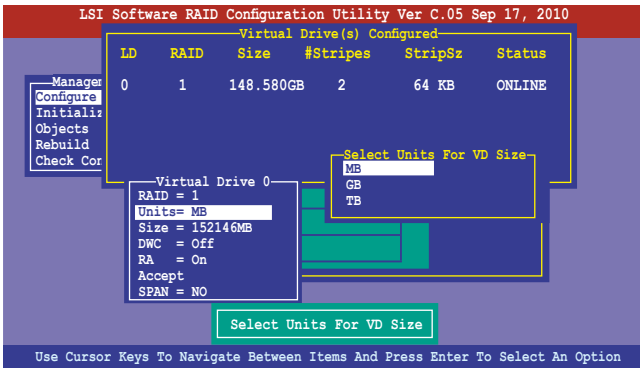 LSI Software RAID Configuration Utility Ver C.05 Sep 17, 2010
Virtual Drive(s) Configured
LD RAID Size #Stripes StripSz Status
0 1 148.580GB 2 64 KB ONLINE
Managem
Configure
Initializ
Objects
Rebuild
Check Con
Select Units For VD Size
MB
GB
TB
Virtual Drive 0
RAID = 1
Units= MB
Size = 152146MB
DWC = Off
RA = On
Accept
SPAN = NO
Select Units For VD Size
Use Cursor Keys To Navigate Between Items And Press Enter To Select An Option